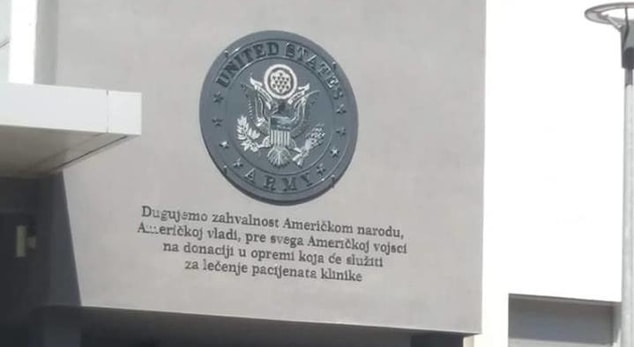 UNITED STATES
ARMY
Dugujemo zahvalnost Američkom narodu,
Američkoj vladi, pre svega Američkoj vojsci
na donaciji u opremi koja će služiti
za lečenje pacijenata klinike